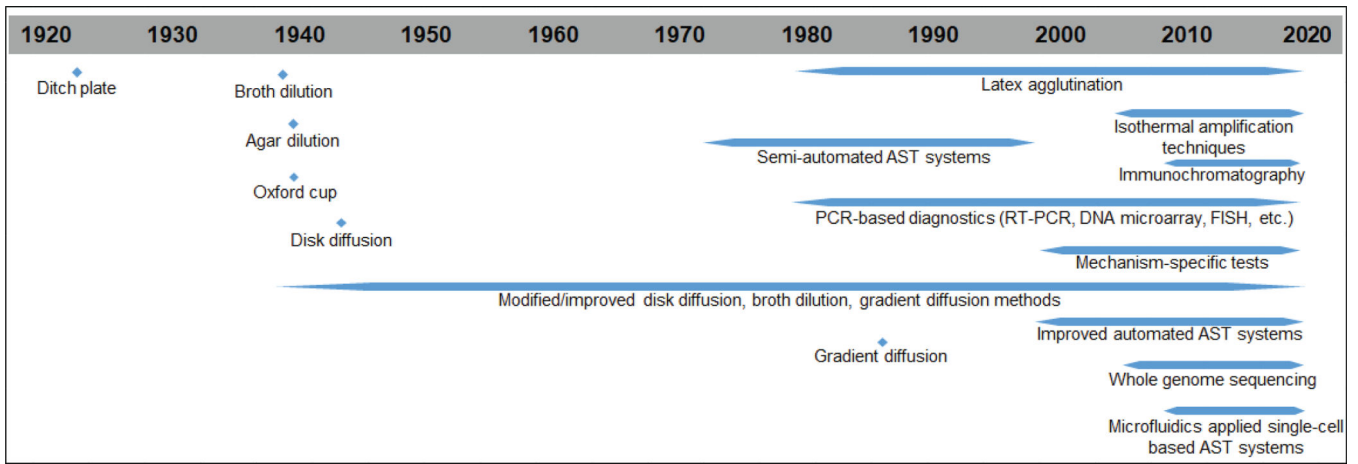 1920 1930 1940 1950 1960 1970 1980 1990 2000 2010 2020
Ditch plate
Broth dilution
Latex agglutination
Agar dilution
Isothermal amplification
techniques
Semi-automated AST systems
Immunochromatography
Oxford cup
PCR-based diagnostics (RT-PCR, DNA microarray, FISH, etc.)
Disk diffusion
Mechanism-specific tests
Modified/improved disk diffusion, broth dilution, gradient diffusion methods
Improved automated AST systems
Gradient diffusion
Whole genome sequencing
Microfluidics applied single-cell
based AST systems